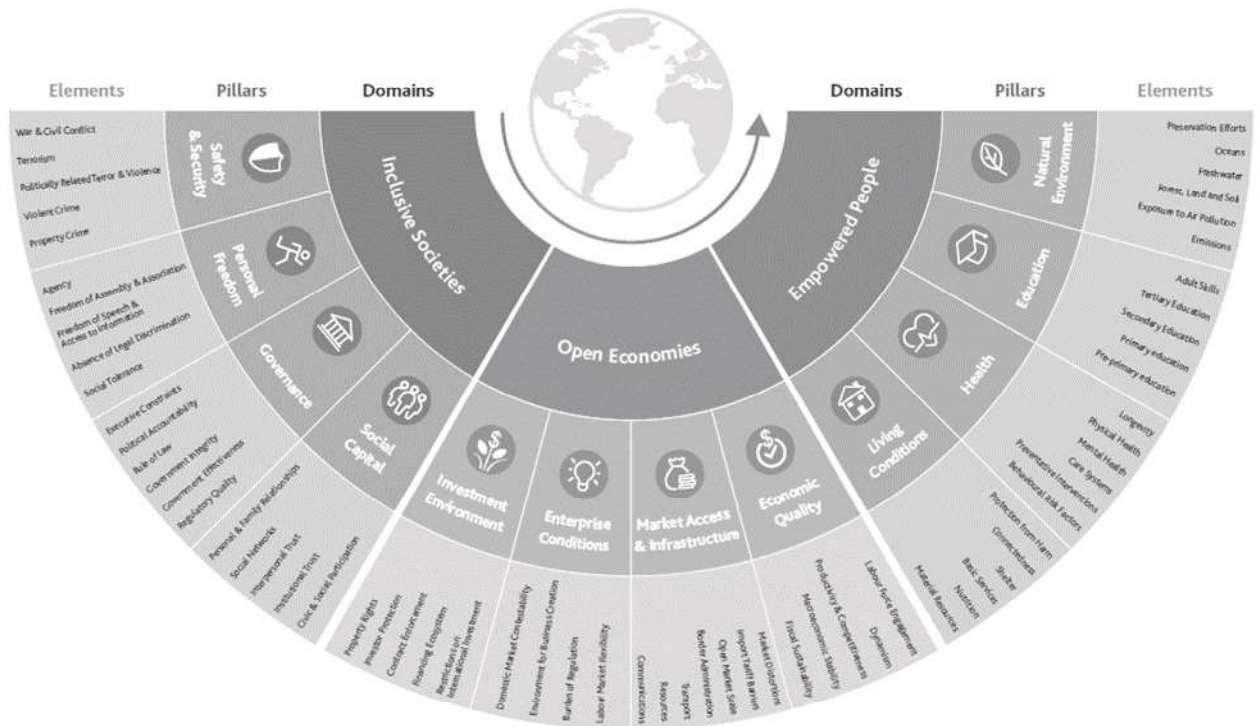 Elements
Pillars
Domains
Domains
Pillars
Elements
Inclusive Societies
Safety
& Security
War & Civil Conflict
Terrorism
Politically Related Terror & Violence
Violent Crime
Property Crime
Personal
Freedom
Agency
Freedom of Assembly & Association
Freedom of Speech &
Access to Information
Absence of Legal Discrimination
Social Tolerance
Governance
Executive Constraints
Political Accountability
Rule of Law
Government Integrity
Government Effectiveness
Regulatory Quality
Social
Capital
Personal & Family Relationships
Social Networks
Interpersonal Trust
Institutional Trust
Civic & Social Participation
Open Economies
Investment
Environment
Property Rights
Investor Protection
Contract Enforcement
Financing Ecosystem
Restrictions on
International Investment
Enterprise
Conditions
Domestic Market Contestability
Environment for Business Creation
Burden of Regulation
Labour Market Flexibility
Market Access
& Infrastructure
Communications
Resources
Transport
Border Administration
Open Market Scale
Import Tariff Barriers
Market Distortions
Economic
Quality
Fiscal Sustainability
Macroeconomic Stability
Productivity & Competitiveness
Dynamism
Labour Force Engagement
Empowered People
Living
Conditions
Material Resources
Nutrition
Basic Services
Shelter
Connectedness
Protection from Harm
Health
Behavioural Risk Factors
Preventative Interventions
Care Systems
Mental Health
Physical Health
Longevity
Education
Pre-primary education
Primary education
Secondary Education
Tertiary Education
Adult Skills
Natural
Environment
Emissions
Exposure to Air Pollution
Forest, Land and Soil
Freshwater
Oceans
Preservation Efforts